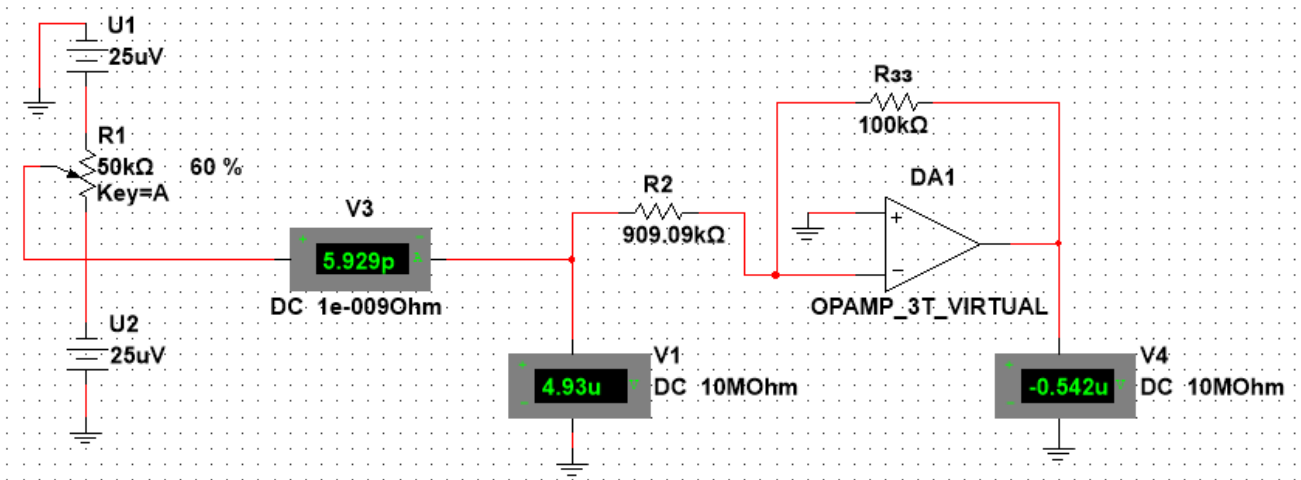 U1
25uV
R1
50kΩ 60 %
Key=A
U2
25uV
V3
+ -
5.929p A
DC 1e-009Ohm
R2
909.09kΩ
R33
100kΩ
DA1
+
-
OPAMP_3T_VIRTUAL
V1
+
4.93u V
-
DC 10MOhm
V4
+
-0.542u V
-
DC 10MOhm